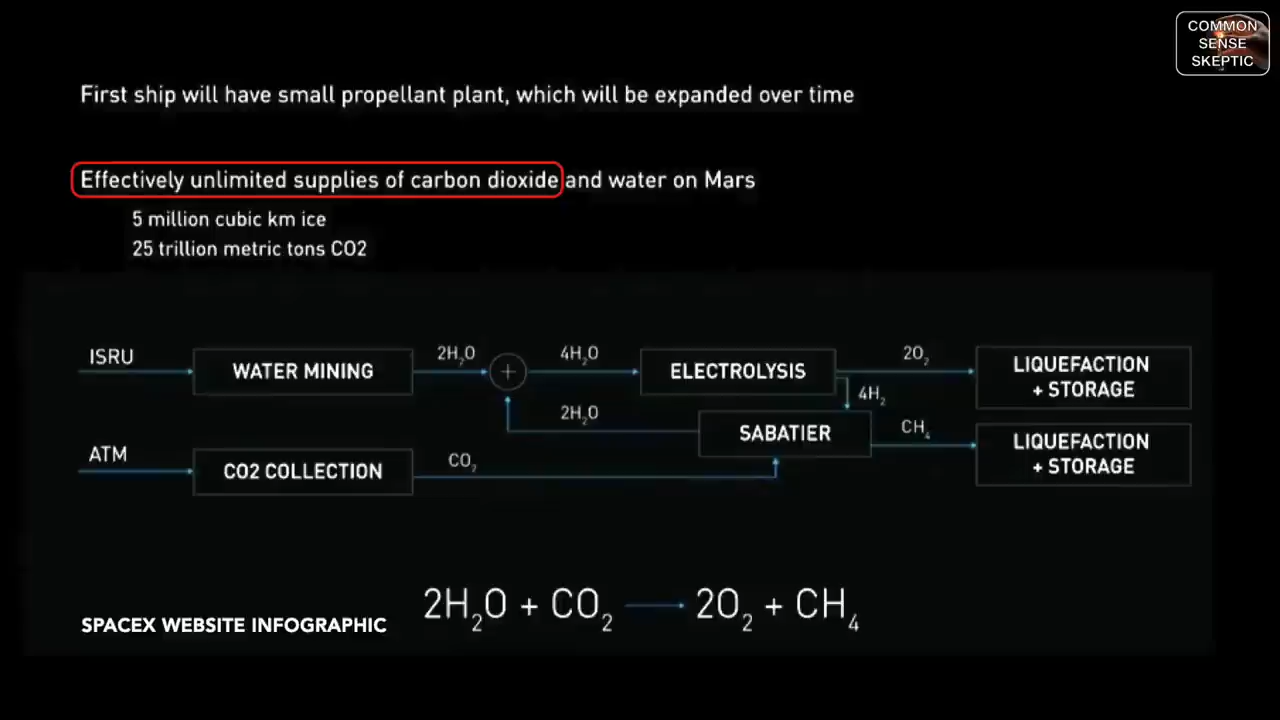 COMMON
SENSE
SKEPTIC
First ship will have small propellant plant, which will be expanded over time
Effectively unlimited supplies of carbon dioxide and water on Mars
5 million cubic km ice
25 trillion metric tons CO2
ISRU
WATER MINING
2H₂O
+
4H₂O
ELECTROLYSIS
2O₂
LIQUEFACTION
+ STORAGE
4H₂
2H₂O
SABATIER
CH₄
LIQUEFACTION
+ STORAGE
ATM
CO2 COLLECTION
CO₂
2H₂O + CO₂ → 2O₂ + CH₄
SPACEX WEBSITE INFOGRAPHIC